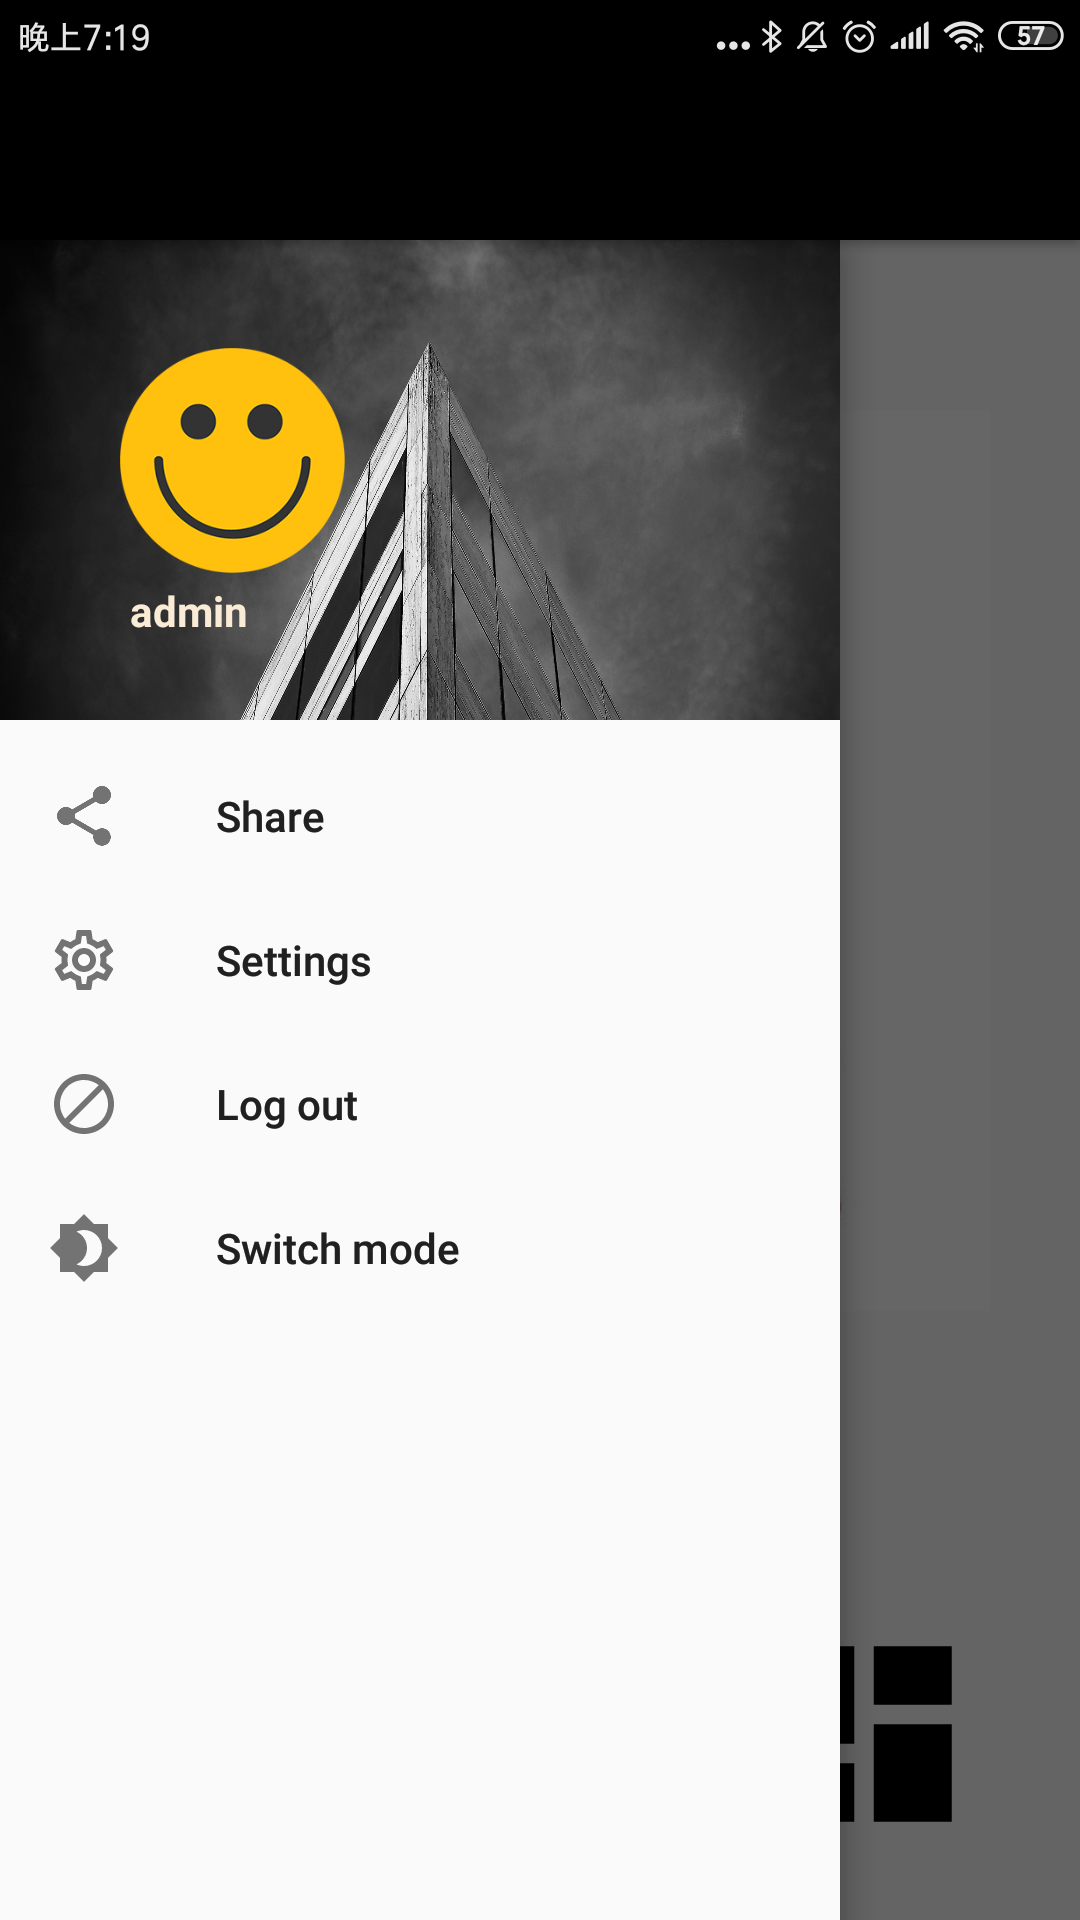 晚上7:19
57
admin
Share
Settings
Log out
Switch mode